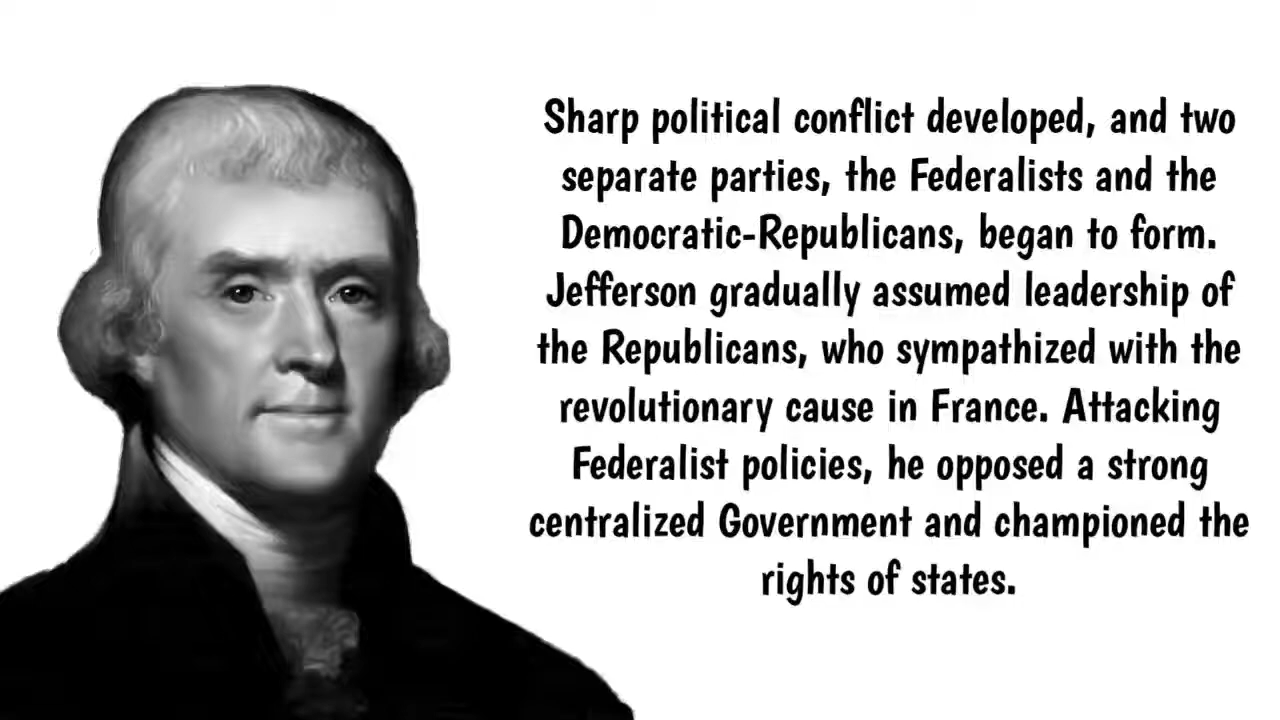 Sharp political conflict developed, and two
separate parties, the Federalists and the
Democratic-Republicans, began to form.
Jefferson gradually assumed leadership of
the Republicans, who sympathized with the
revolutionary cause in France. Attacking
Federalist policies, he opposed a strong
centralized Government and championed the
rights of states.